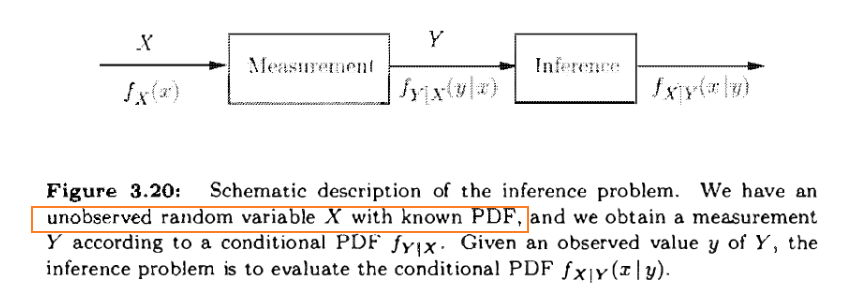 X Y
Measurement Inference
f_X(x) f_{Y|X}(y|x) f_{X|Y}(x|y)
Figure 3.20: Schematic description of the inference problem. We have an
unobserved random variable X with known PDF, and we obtain a measurement
Y according to a conditional PDF f_{Y|X}. Given an observed value y of Y, the
inference problem is to evaluate the conditional PDF f_{X|Y}(x|y).